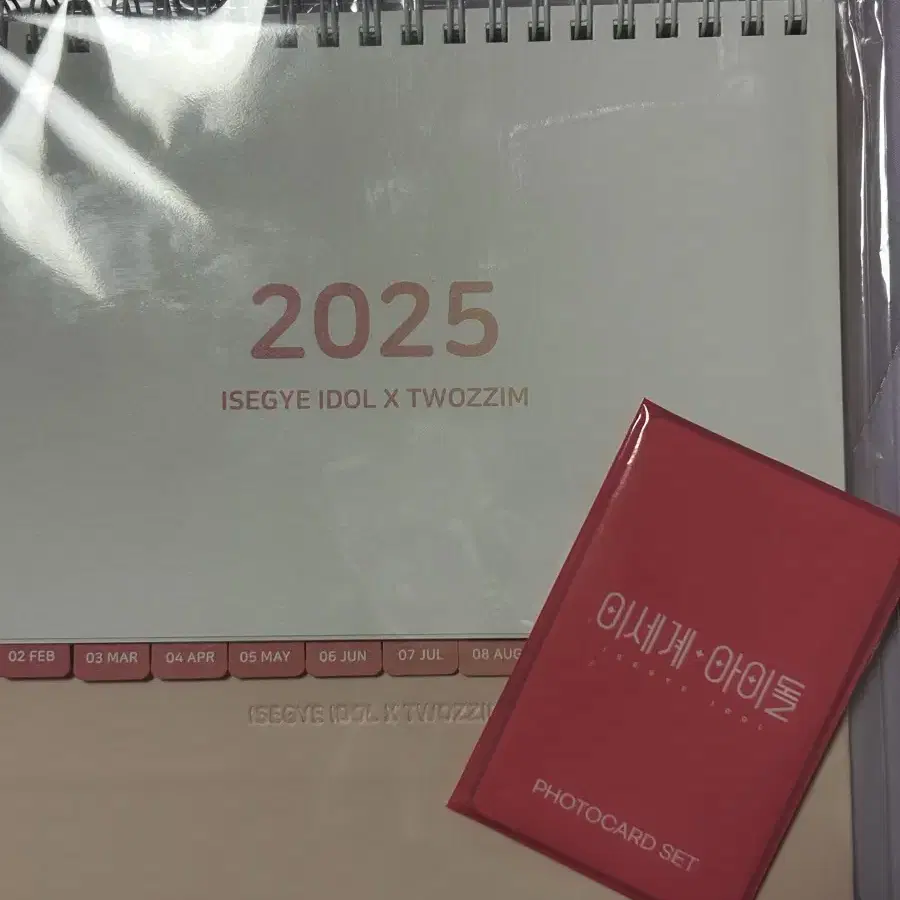 2025
ISEGYE IDOL X TWOZZIM
02 FEB
03 MAR
04 APR
05 MAY
06 JUN
07 JUL
08 AUG
ISEGYE IDOL X TWOZZI
이세계 아이돌
ISEGYE IDOL
PHOTOCARD SET